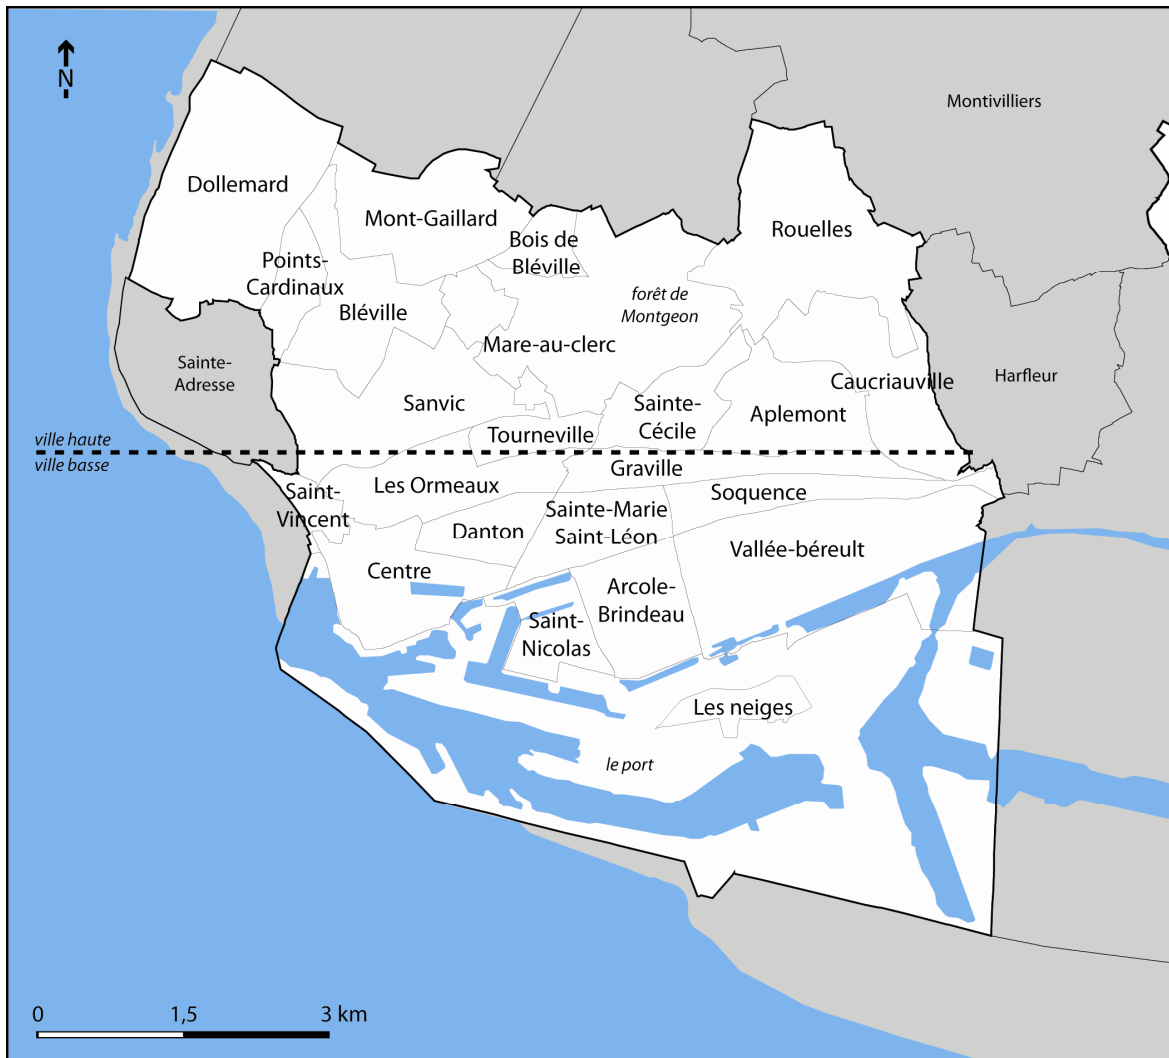 N
Montivilliers
Dollemard
Mont-Gaillard
Rouelles
Bois de
Bléville
Points-
Cardinaux
forêt de
Montgeon
Bléville
Mare-au-clerc
Sainte-
Adresse
Harfleur
Caucriauville
Sanvic
Sainte-
Cécile
Aplemont
Tourneville
ville haute
ville basse
Graville
Les Ormeaux
Soquence
Saint-
Vincent
Sainte-Marie
Saint-Léon
Danton
Vallée-béreult
Centre
Arcole-
Brindeau
Saint-
Nicolas
Les neiges
le port
0 1,5 3 km